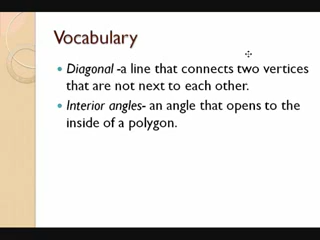 Vocabulary
Diagonal -a line that connects two vertices
that are not next to each other.
Interior angles- an angle that opens to the
inside of a polygon.